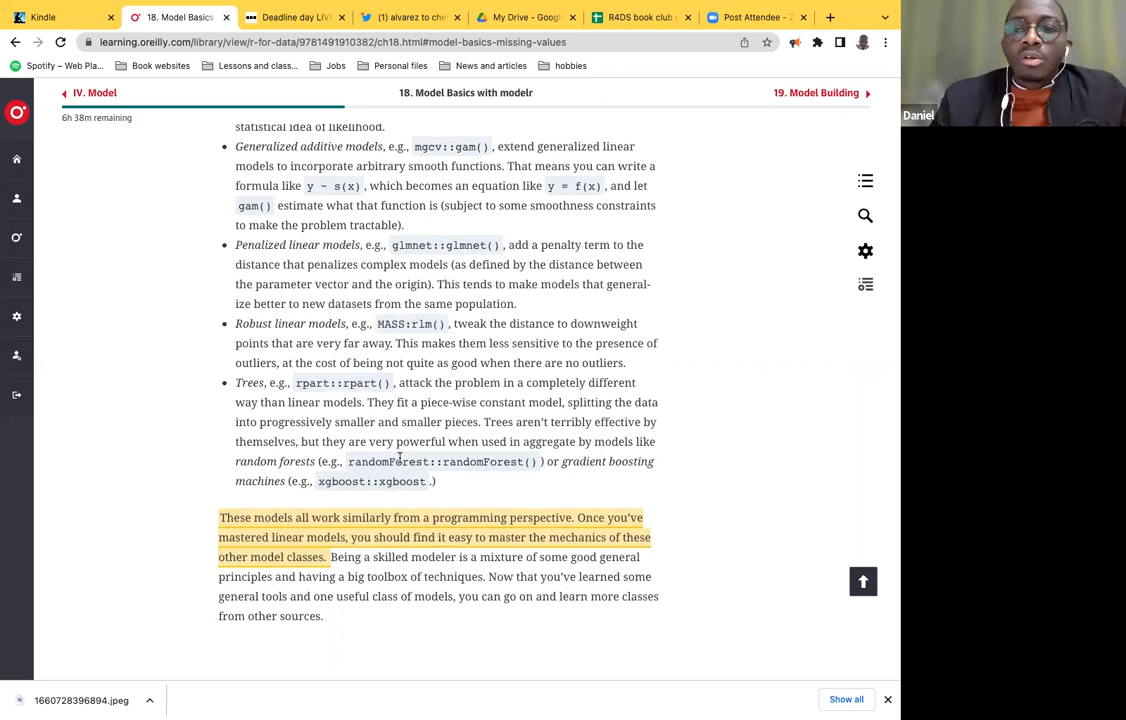 Kindle
18. Model Basics
Deadline day LIVE
(1) alvarez to che
My Drive - Google
R4DS book club
Post Attendee - Z
learning.oreilly.com/library/view/r-for-data/9781491910382/ch18.html#model-basics-missing-values
Spotify – Web Pla...
Book websites
Lessons and class...
Jobs
Personal files
News and articles
hobbies
IV. Model
18. Model Basics with modelr
19. Model Building
6h 38m remaining
statistical idea of likelihood.
• Generalized additive models, e.g., mgcv::gam(), extend generalized linear
models to incorporate arbitrary smooth functions. That means you can write a
formula like y ~ s(x), which becomes an equation like y = f(x), and let
gam() estimate what that function is (subject to some smoothness constraints
to make the problem tractable).
• Penalized linear models, e.g., glmnet::glmnet(), add a penalty term to the
distance that penalizes complex models (as defined by the distance between
the parameter vector and the origin). This tends to make models that general-
ize better to new datasets from the same population.
• Robust linear models, e.g., MASS:rlm(), tweak the distance to downweight
points that are very far away. This makes them less sensitive to the presence of
outliers, at the cost of being not quite as good when there are no outliers.
• Trees, e.g., rpart::rpart(), attack the problem in a completely different
way than linear models. They fit a piece-wise constant model, splitting the data
into progressively smaller and smaller pieces. Trees aren’t terribly effective by
themselves, but they are very powerful when used in aggregate by models like
random forests (e.g., randomForest::randomForest()) or gradient boosting
machines (e.g., xgboost::xgboost.)
These models all work similarly from a programming perspective. Once you’ve
mastered linear models, you should find it easy to master the mechanics of these
other model classes. Being a skilled modeler is a mixture of some good general
principles and having a big toolbox of techniques. Now that you’ve learned some
general tools and one useful class of models, you can go on and learn more classes
from other sources.
1660728396894.jpeg
Show all
Daniel